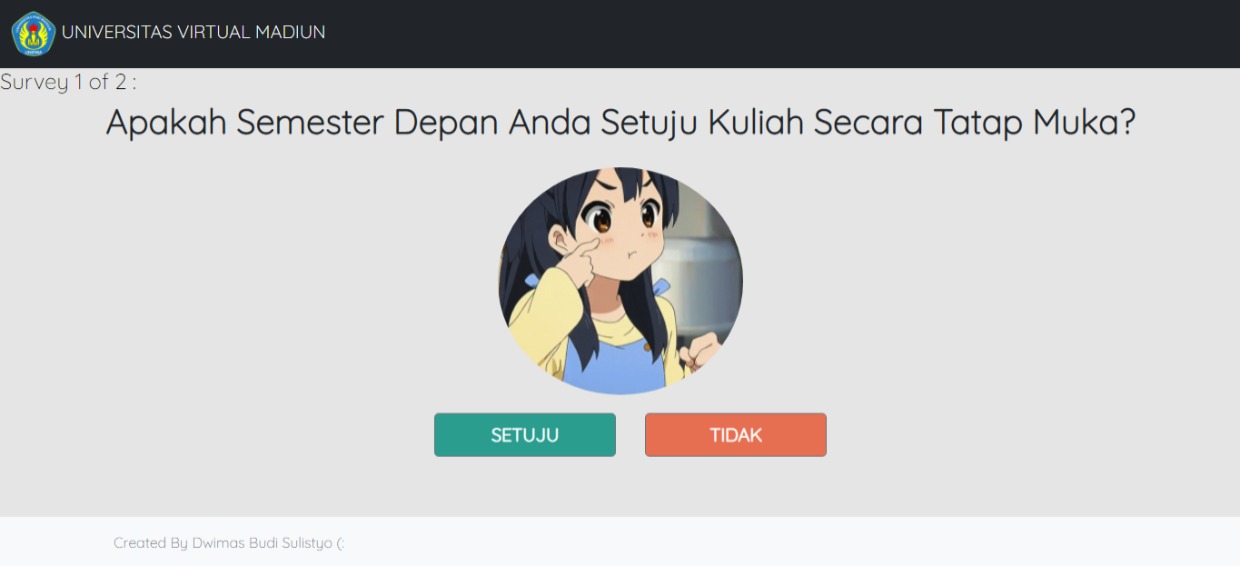 UNIVERSITAS VIRTUAL MADIUN
Survey 1 of 2 :
Apakah Semester Depan Anda Setuju Kuliah Secara Tatap Muka?
SETUJU
TIDAK
Created By Dwimas Budi Sulistyo (: